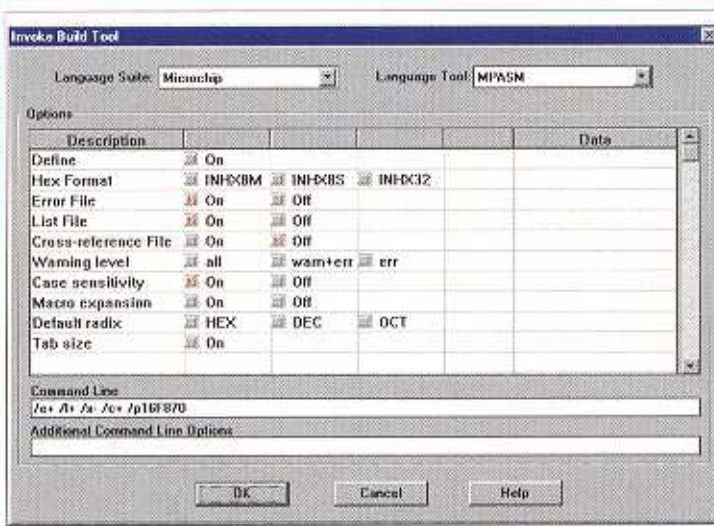 Invoke Build Tool
Language Suite: Microchip Language Tool: MPASM
Options
Description Data
Define On
Hex Format INHX8M INHX8S INHX32
Error File On Off
List File On Off
Cross-reference File On Off
Warning level all warn+err err
Case sensitivity On Off
Macro expansion On Off
Default radix HEX DEC OCT
Tab size On
Command Line
/e+ /l+ /x- /c+ /p16F870
Additional Command Line Options
OK Cancel Help